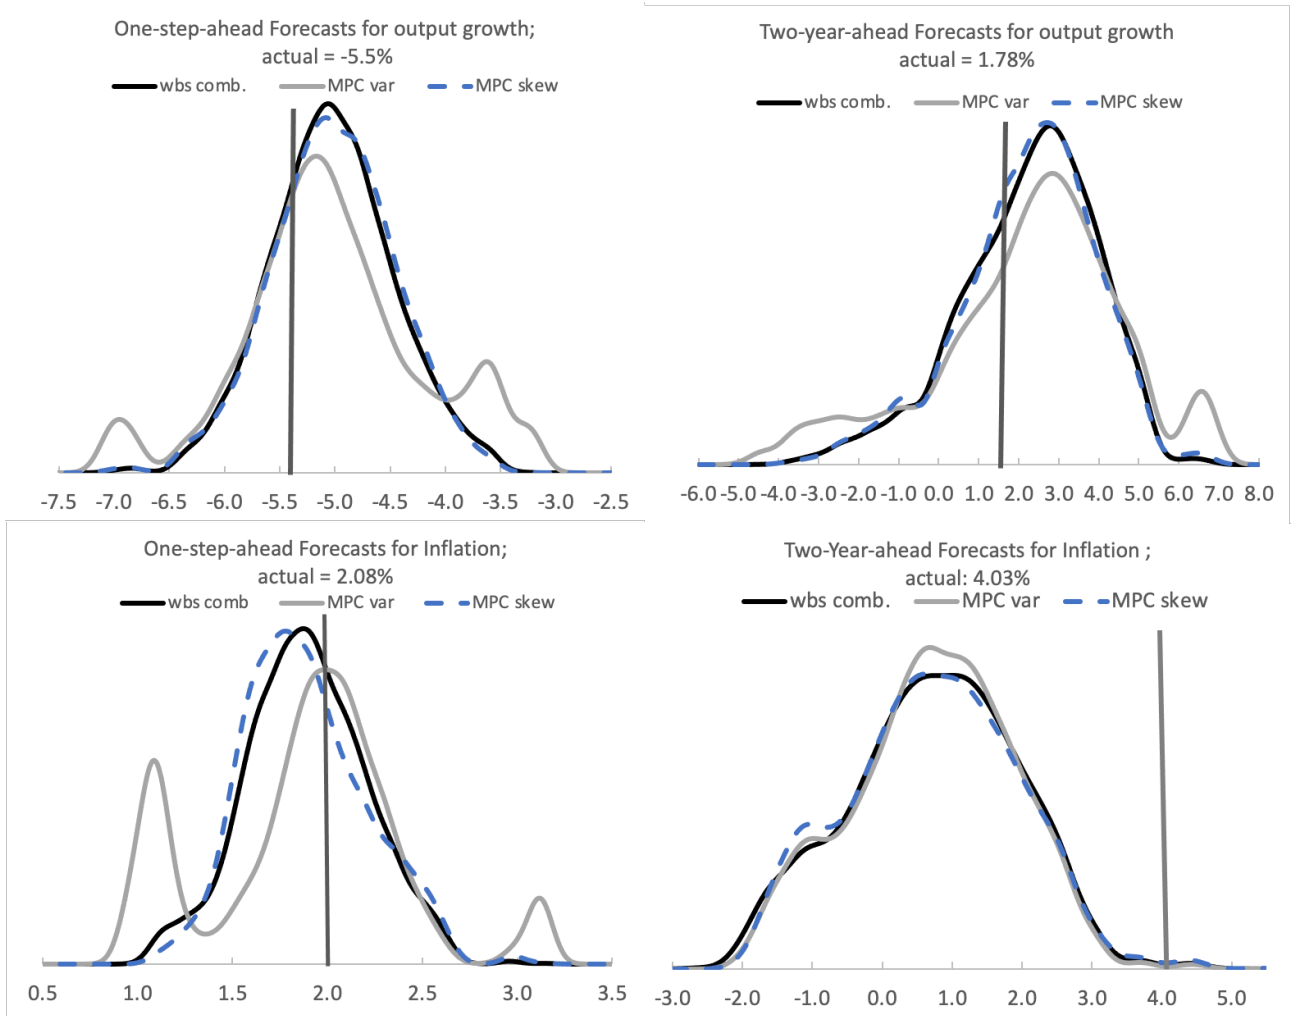 One-step-ahead Forecasts for output growth;
actual = -5.5%
wbs comb. MPC var MPC skew
-7.5 -7.0 -6.5 -6.0 -5.5 -5.0 -4.5 -4.0 -3.5 -3.0 -2.5
Two-year-ahead Forecasts for output growth
actual = 1.78%
wbs comb. MPC var MPC skew
-6.0 -5.0 -4.0 -3.0 -2.0 -1.0 0.0 1.0 2.0 3.0 4.0 5.0 6.0 7.0 8.0
One-step-ahead Forecasts for Inflation;
actual = 2.08%
wbs comb MPC var MPC skew
0.5 1.0 1.5 2.0 2.5 3.0 3.5
Two-Year-ahead Forecasts for Inflation ;
actual: 4.03%
wbs comb. MPC var MPC skew
-3.0 -2.0 -1.0 0.0 1.0 2.0 3.0 4.0 5.0